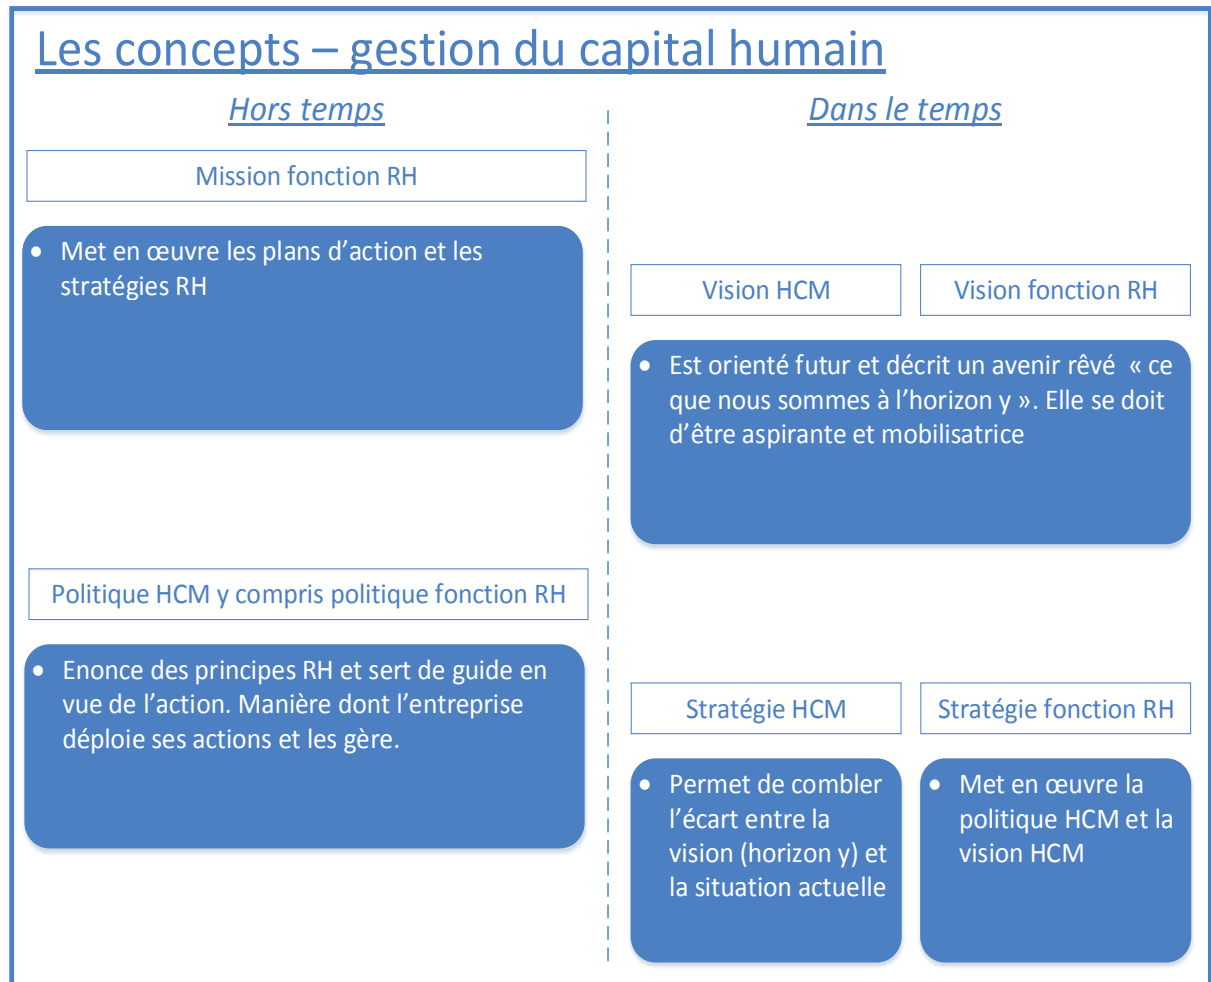 Les concepts – gestion du capital humain
Hors temps
Mission fonction RH
• Met en œuvre les plans d’action et les
stratégies RH
Politique HCM y compris politique fonction RH
• Enonce des principes RH et sert de guide en
vue de l’action. Manière dont l’entreprise
déploie ses actions et les gère.
Dans le temps
Vision HCM
Vision fonction RH
• Est orienté futur et décrit un avenir rêvé « ce
que nous sommes à l’horizon y ». Elle se doit
d’être aspirante et mobilisatrice
Stratégie HCM
• Permet de combler
l’écart entre la
vision (horizon y) et
la situation actuelle
Stratégie fonction RH
• Met en œuvre la
politique HCM et la
vision HCM